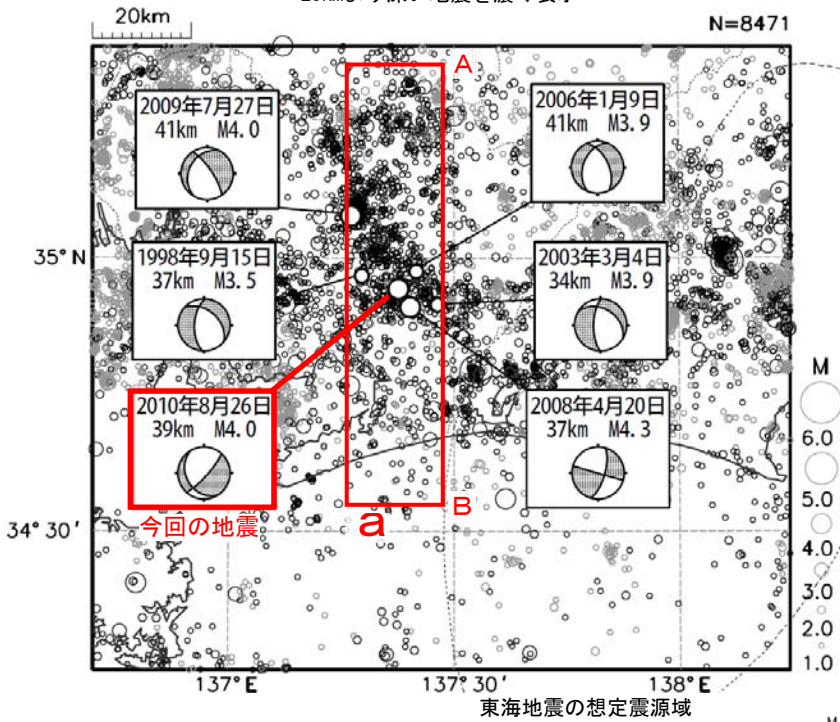 20km
N=8471
A
2009年7月27日
41km M4.0
2006年1月9日
41km M3.9
35°N
1998年9月15日
37km M3.5
2003年3月4日
34km M3.9
M
2010年8月26日
39km M4.0
2008年4月20日
37km M4.3
6.0
5.0
4.0
3.0
2.0
1.0
今回の地震
a
B
34°30′
137°E
137°30′
138°E
東海地震の想定震源域